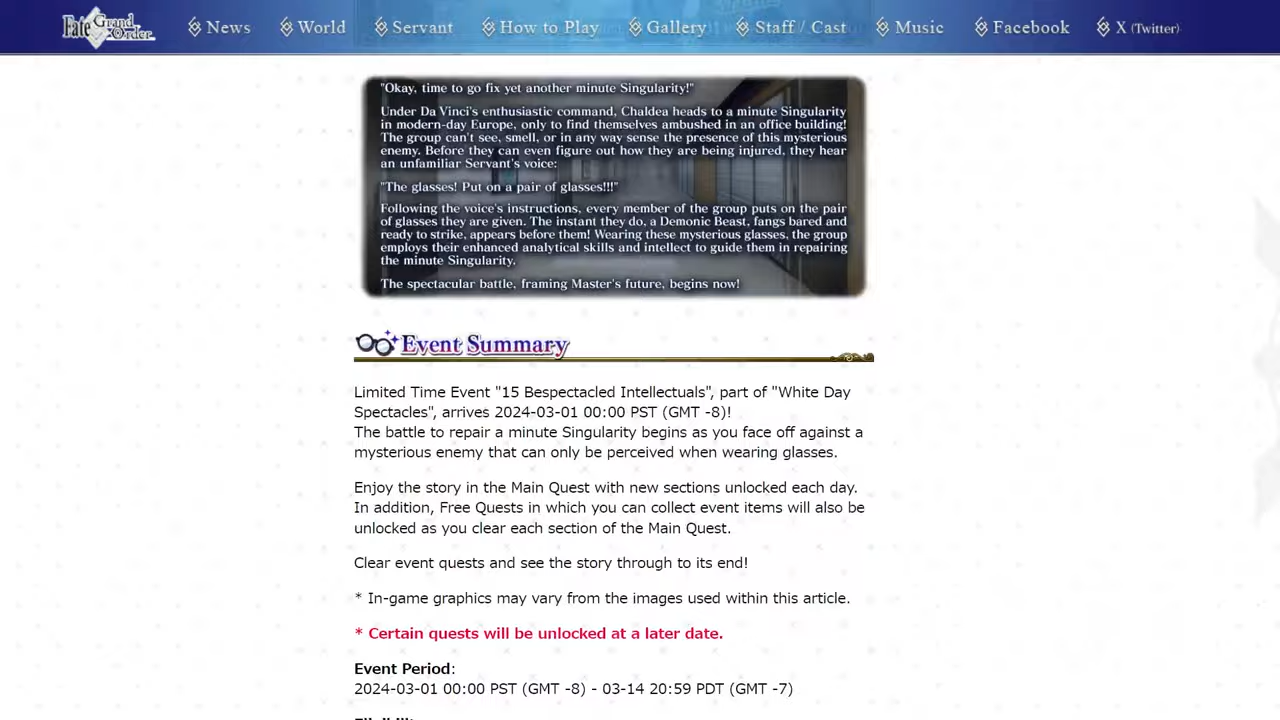 Fate Grand Order
News World Servant How to Play Gallery Staff / Cast Music Facebook X (Twitter)
"Okay, time to go fix yet another minute Singularity!"
Under Da Vinci's enthusiastic command, Chaldea heads to a minute Singularity
in modern-day Europe, only to find themselves ambushed in an office building!
The group can't see, smell, or in any way sense the presence of this mysterious
enemy. Before they can even figure out how they are being injured, they hear
an unfamiliar Servant's voice:
"The glasses! Put on a pair of glasses!!!"
Following the voice's instructions, every member of the group puts on the pair
of glasses they are given. The instant they do, a Demonic Beast, fangs bared and
ready to strike, appears before them! Wearing these mysterious glasses, the group
employs their enhanced analytical skills and intellect to guide them in repairing
the minute Singularity.
The spectacular battle, framing Master's future, begins now!
Event Summary
Limited Time Event "15 Bespectacled Intellectuals", part of "White Day
Spectacles", arrives 2024-03-01 00:00 PST (GMT -8)!
The battle to repair a minute Singularity begins as you face off against a
mysterious enemy that can only be perceived when wearing glasses.
Enjoy the story in the Main Quest with new sections unlocked each day.
In addition, Free Quests in which you can collect event items will also be
unlocked as you clear each section of the Main Quest.
Clear event quests and see the story through to its end!
* In-game graphics may vary from the images used within this article.
* Certain quests will be unlocked at a later date.
Event Period:
2024-03-01 00:00 PST (GMT -8) - 03-14 20:59 PDT (GMT -7)